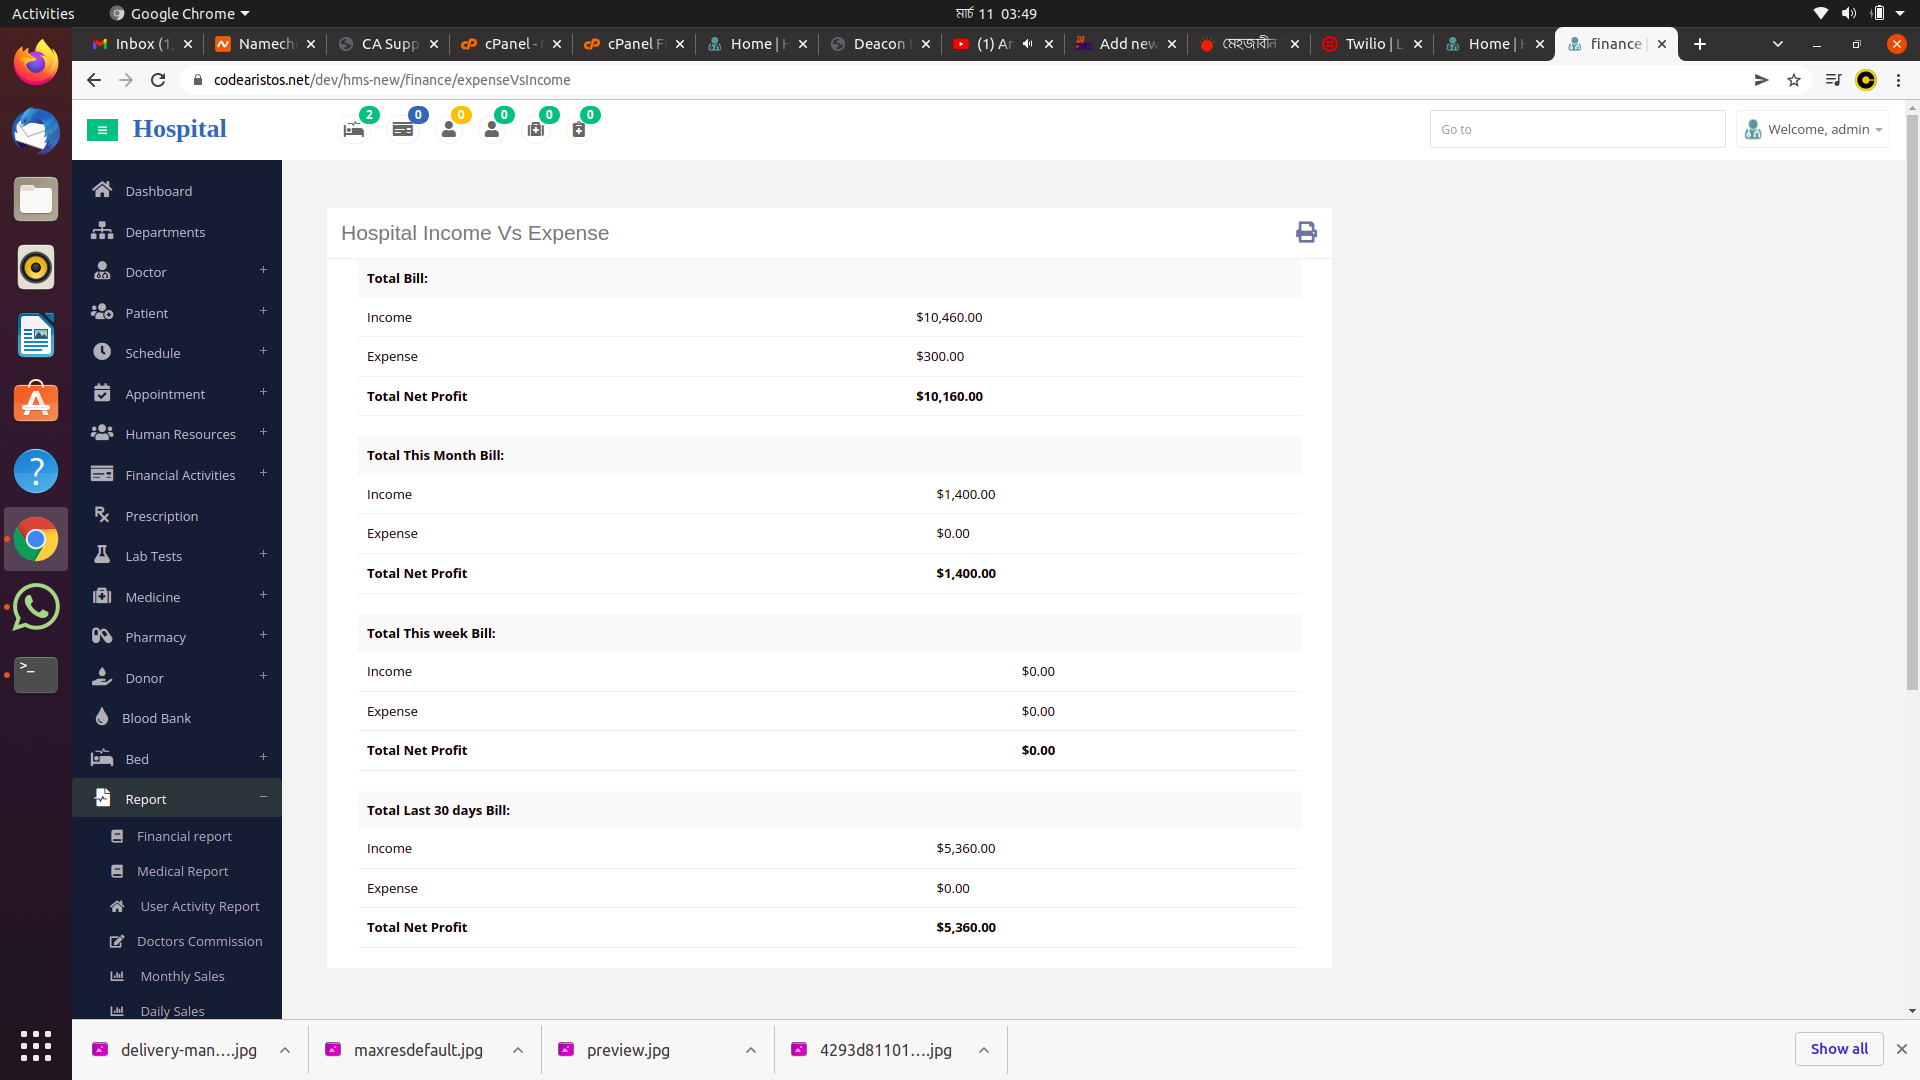 Activities
Google Chrome
মার্চ 11 03:49
Inbox (1,
Namech
CA Supp
cPanel -
cPanel F
Home | H
Deacon
(1) Ar
Add new
মেহজাবীন
Twilio | L
Home | H
finance
codearistos.net/dev/hms-new/finance/expenseVsIncome
Hospital
2
0
0
0
0
0
Go to
Welcome, admin
Dashboard
Departments
Doctor +
Patient +
Schedule +
Appointment +
Human Resources +
Financial Activities +
Prescription
Lab Tests +
Medicine +
Pharmacy +
Donor +
Blood Bank
Bed +
Report −
Financial report
Medical Report
User Activity Report
Doctors Commission
Monthly Sales
Daily Sales
Hospital Income Vs Expense
Total Bill:
Income $10,460.00
Expense $300.00
Total Net Profit $10,160.00
Total This Month Bill:
Income $1,400.00
Expense $0.00
Total Net Profit $1,400.00
Total This week Bill:
Income $0.00
Expense $0.00
Total Net Profit $0.00
Total Last 30 days Bill:
Income $5,360.00
Expense $0.00
Total Net Profit $5,360.00
delivery-man....jpg
maxresdefault.jpg
preview.jpg
4293d81101....jpg
Show all